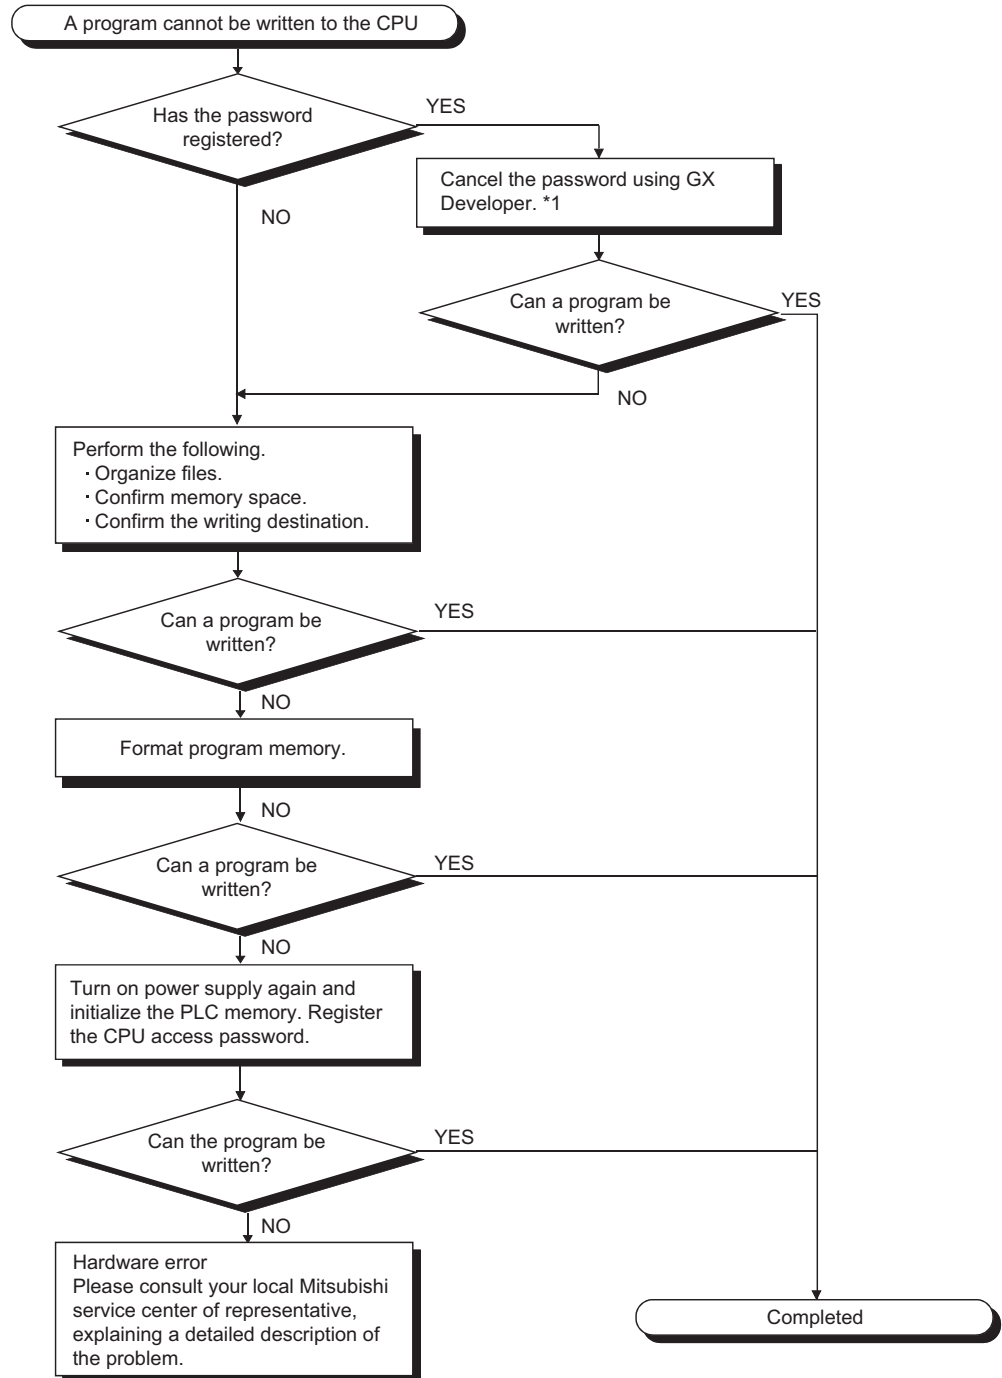 A program cannot be written to the CPU
Has the password
registered?
YES
NO
Cancel the password using GX
Developer. *1
Can a program be
written?
YES
NO
Perform the following.
· Organize files.
· Confirm memory space.
· Confirm the writing destination.
Can a program be
written?
YES
NO
Format program memory.
NO
Can a program be
written?
YES
NO
Turn on power supply again and
initialize the PLC memory. Register
the CPU access password.
Can the program be
written?
YES
NO
Hardware error
Please consult your local Mitsubishi
service center of representative,
explaining a detailed description of
the problem.
Completed